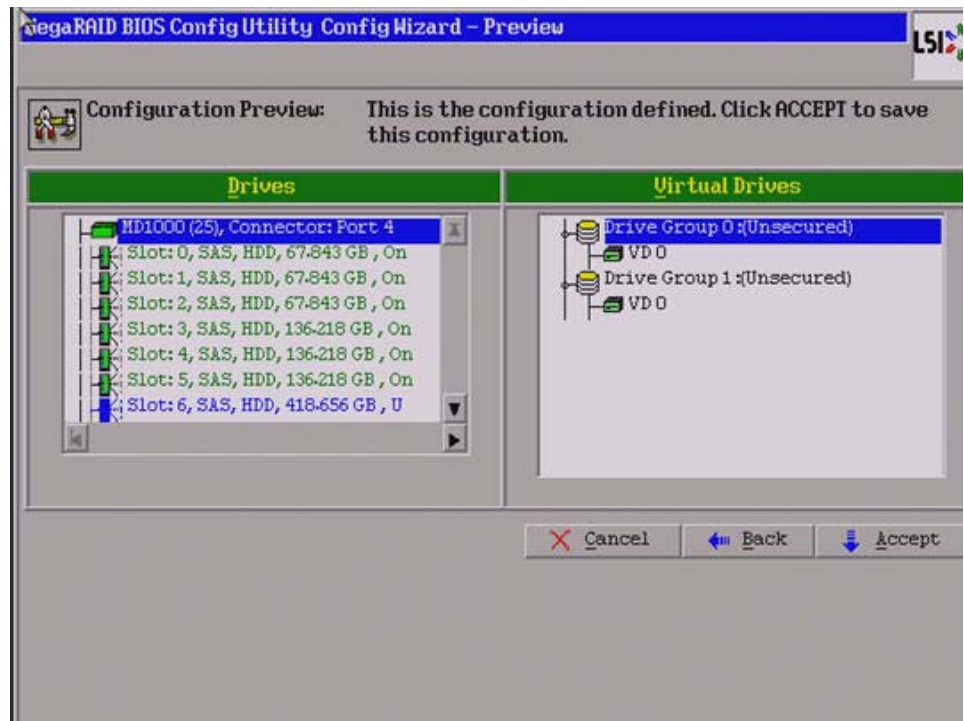 MegaRAID BIOS Config Utility Config Wizard – Preview
LSI
Configuration Preview: This is the configuration defined. Click ACCEPT to save
this configuration.
Drives
MD1000 (25), Connector: Port 4
Slot: 0, SAS, HDD, 67.843 GB , On
Slot: 1, SAS, HDD, 67.843 GB , On
Slot: 2, SAS, HDD, 67.843 GB , On
Slot: 3, SAS, HDD, 136.218 GB , On
Slot: 4, SAS, HDD, 136.218 GB , On
Slot: 5, SAS, HDD, 136.218 GB , On
Slot: 6, SAS, HDD, 418.656 GB , U
Virtual Drives
Drive Group 0 :(Unsecured)
VD 0
Drive Group 1 :(Unsecured)
VD 0
Cancel
Back
Accept